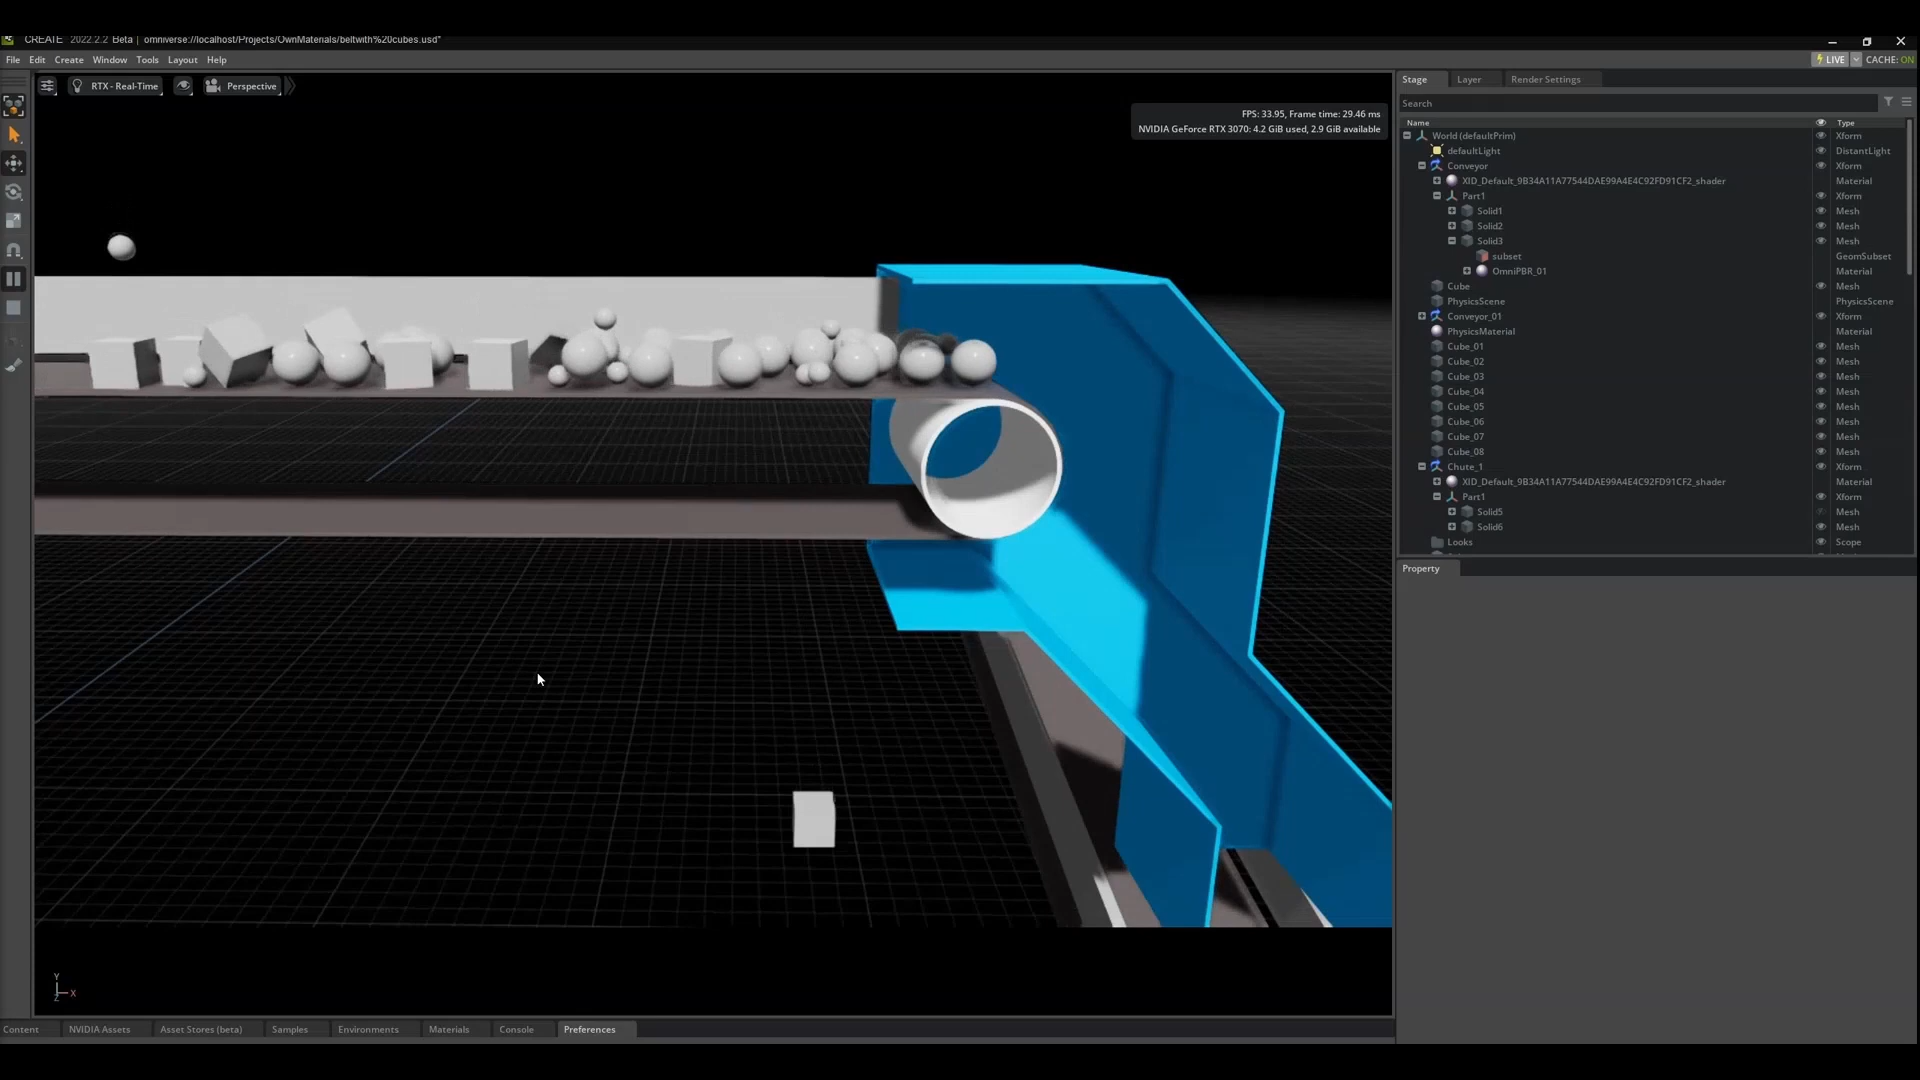 CREATE 2022.2.2 Beta | omniverse://localhost/Projects/OwnMaterials/beltwith%20cubes.usd*
File Edit Create Window Tools Layout Help
LIVE CACHE: ON
RTX - Real-Time Perspective
FPS: 33.95, Frame time: 29.46 ms
NVIDIA GeForce RTX 3070: 4.2 GiB used, 2.9 GiB available
Stage Layer Render Settings
Search
Name Type
World (defaultPrim) Xform
defaultLight DistantLight
Conveyor Xform
XID_Default_9B34A11A77544DAE99A4E4C92FD91CF2_shader Material
Part1 Xform
Solid1 Mesh
Solid2 Mesh
Solid3 Mesh
subset GeomSubset
OmniPBR_01 Material
Cube Mesh
PhysicsScene PhysicsScene
Conveyor_01 Xform
PhysicsMaterial Material
Cube_01 Mesh
Cube_02 Mesh
Cube_03 Mesh
Cube_04 Mesh
Cube_05 Mesh
Cube_06 Mesh
Cube_07 Mesh
Cube_08 Mesh
Chute_1 Xform
XID_Default_9B34A11A77544DAE99A4E4C92FD91CF2_shader Material
Part1 Xform
Solid5 Mesh
Solid6 Mesh
Looks Scope
Property
Y
Z X
Content NVIDIA Assets Asset Stores (beta) Samples Environments Materials Console Preferences